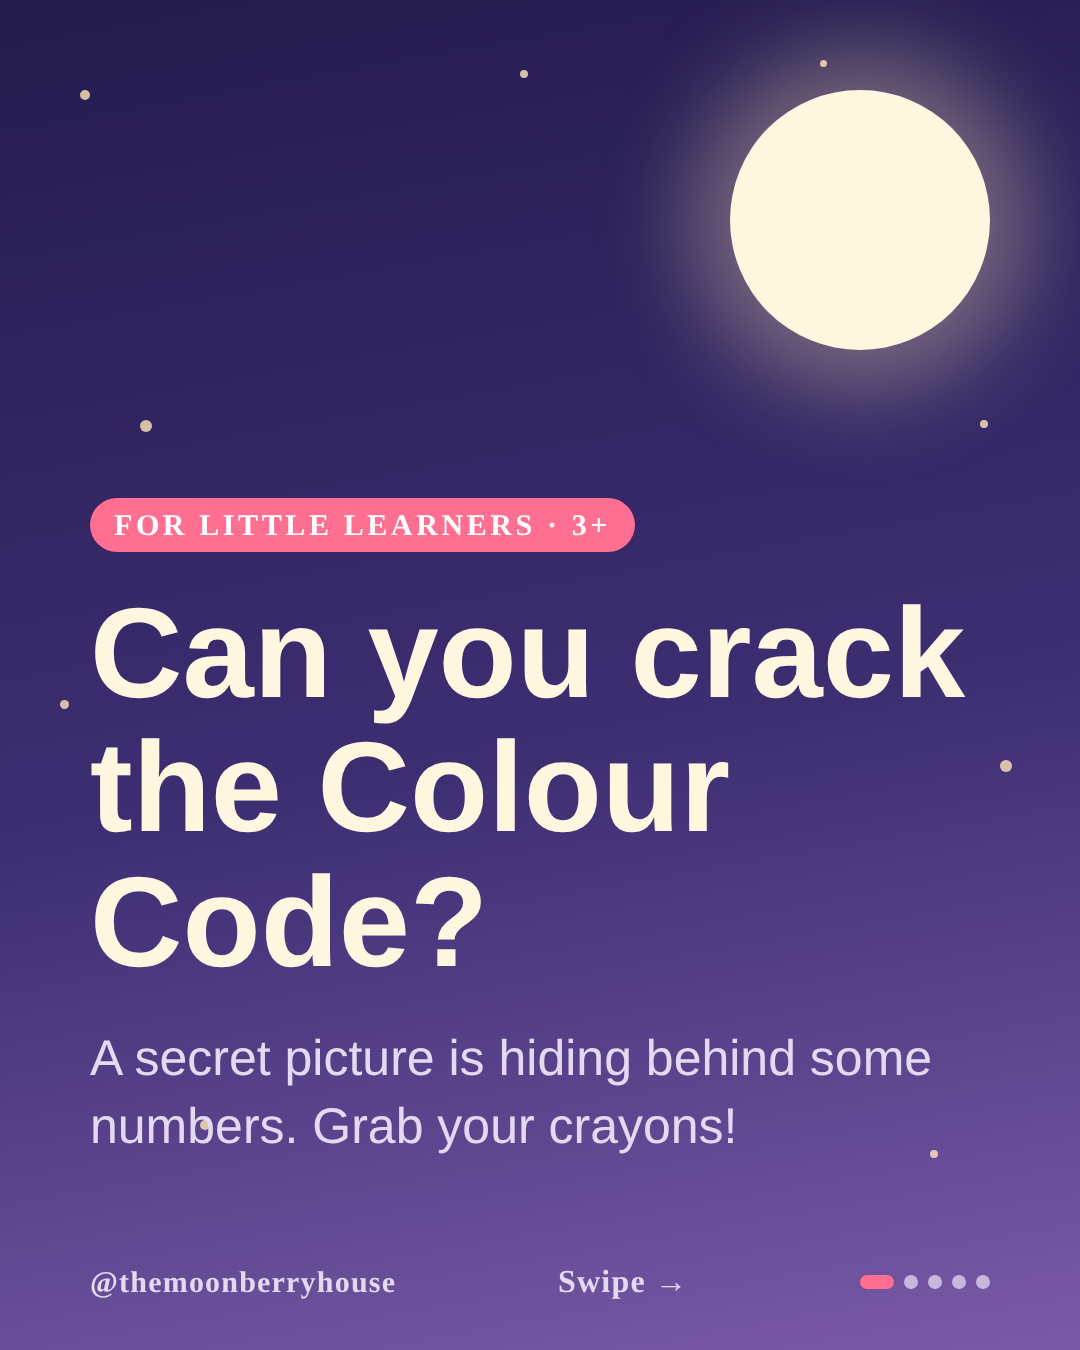 FOR LITTLE LEARNERS · 3+
Can you crack
the Colour
Code?
A secret picture is hiding behind some
numbers. Grab your crayons!
@themoonberryhouse
Swipe →